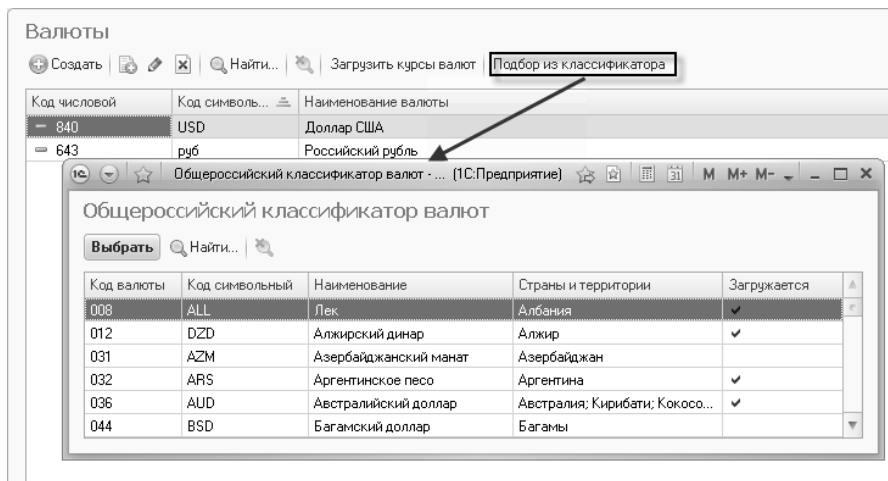 Валюты
Создать Найти... Загрузить курсы валют Подбор из классификатора
Код числовой Код символь... Наименование валюты
840 USD Доллар США
643 руб Российский рубль
1С Общероссийский классификатор валют - ... (1С:Предприятие) 31 M M+ M-
Общероссийский классификатор валют
Выбрать Найти...
Код валюты Код символьный Наименование Страны и территории Загружается
008 ALL Лек Албания
012 DZD Алжирский динар Алжир
031 AZM Азербайджанский манат Азербайджан
032 ARS Аргентинское песо Аргентина
036 AUD Австралийский доллар Австралия; Кирибати; Кокосо...
044 BSD Багамский доллар Багамы